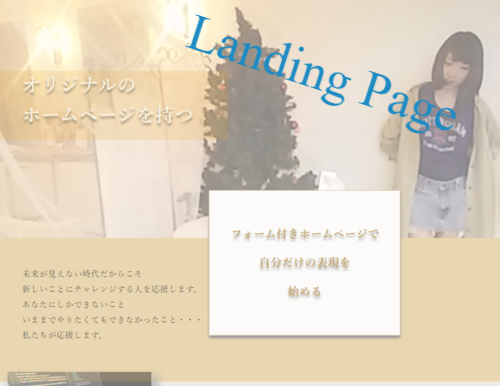 Landing Page
オリジナルの
ホームページを持つ
フォーム付きホームページで
自分だけの表現を
始める
未来が見えない時代だからこそ
新しいことにチャレンジする人を応援します。
あなたにしかできないこと
いままでやりたくてもできなかったこと・・・
私たちが応援します。